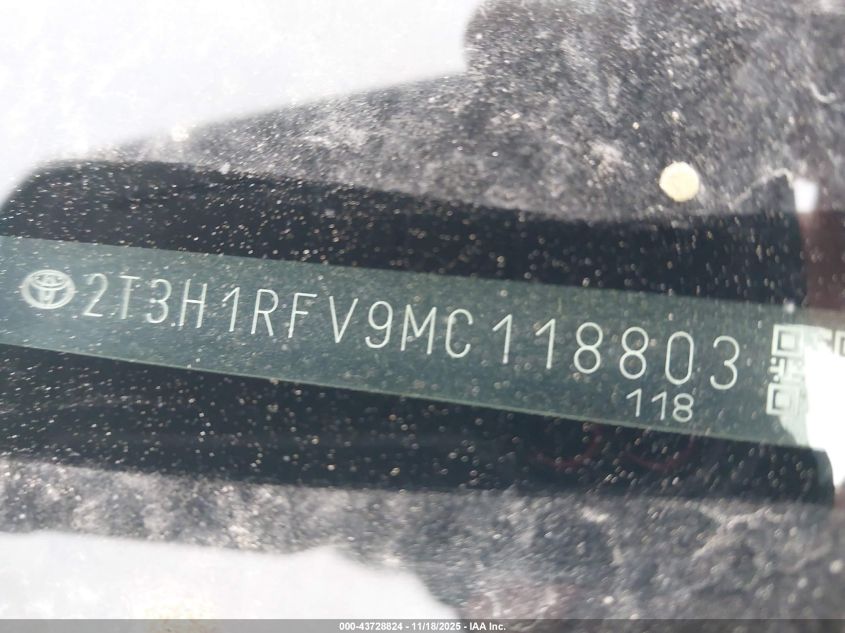 2T3H1RFV9MC118803
118
000-43728824 - 11/18/2025 - IAA Inc.